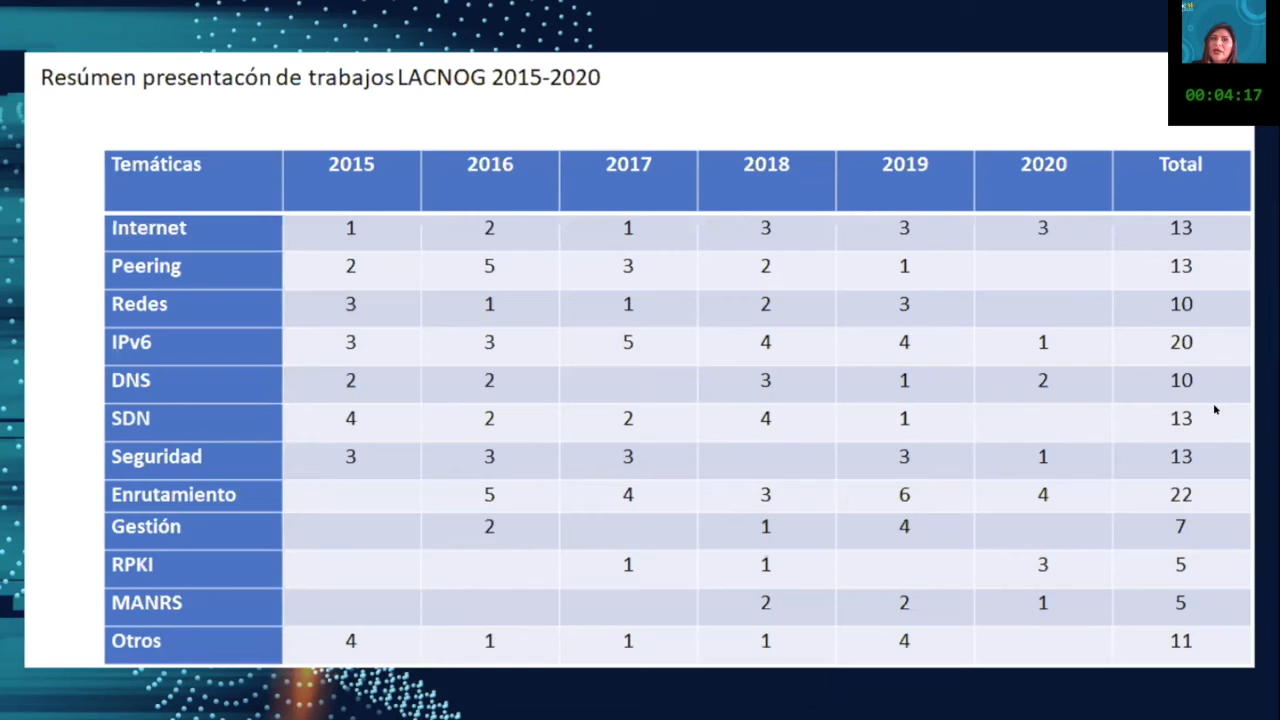 Resúmen presentacón de trabajos LACNOG 2015-2020
00:04:17
Temáticas 2015 2016 2017 2018 2019 2020 Total
Internet 1 2 1 3 3 3 13
Peering 2 5 3 2 1 13
Redes 3 1 1 2 3 10
IPv6 3 3 5 4 4 1 20
DNS 2 2 3 1 2 10
SDN 4 2 2 4 1 13
Seguridad 3 3 3 3 1 13
Enrutamiento 5 4 3 6 4 22
Gestión 2 1 4 7
RPKI 1 1 3 5
MANRS 2 2 1 5
Otros 4 1 1 1 4 11